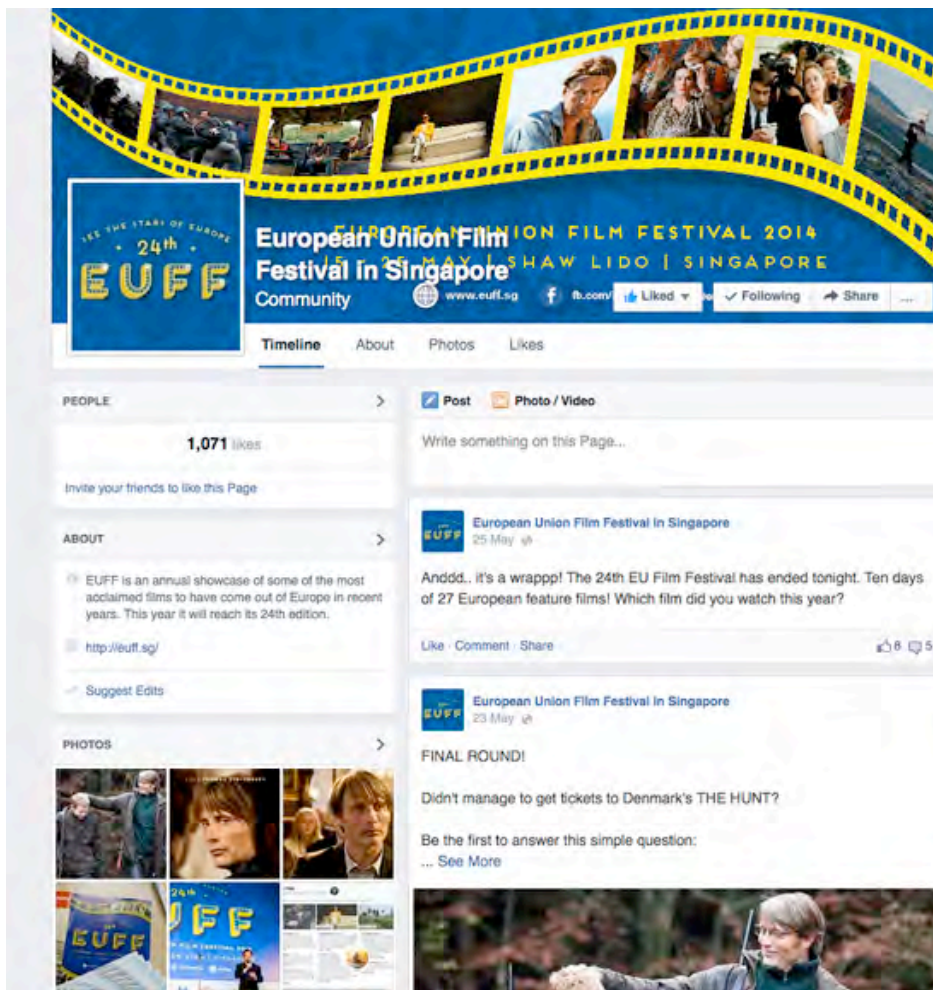 SEE THE STARS OF EUROPE
24th
EUFF
EUROPEAN UNION FILM FESTIVAL 2014
15 - 25 MAY | SHAW LIDO | SINGAPORE
European Union Film
Festival in Singapore
Community
www.euff.sg
fb.com/
Liked
Following
Share
...
Timeline
About
Photos
Likes
PEOPLE
1,071 likes
Invite your friends to like this Page
ABOUT
EUFF is an annual showcase of some of the most
acclaimed films to have come out of Europe in recent
years. This year it will reach its 24th edition.
http://euff.sg/
Suggest Edits
PHOTOS
24th
EUFF
EUFF
Post
Photo / Video
Write something on this Page...
EUFF
European Union Film Festival in Singapore
25 May
Anddd.. it's a wrappp! The 24th EU Film Festival has ended tonight. Ten days
of 27 European feature films! Which film did you watch this year?
Like · Comment · Share
8
5
EUFF
European Union Film Festival in Singapore
23 May
FINAL ROUND!
Didn't manage to get tickets to Denmark's THE HUNT?
Be the first to answer this simple question:
... See More